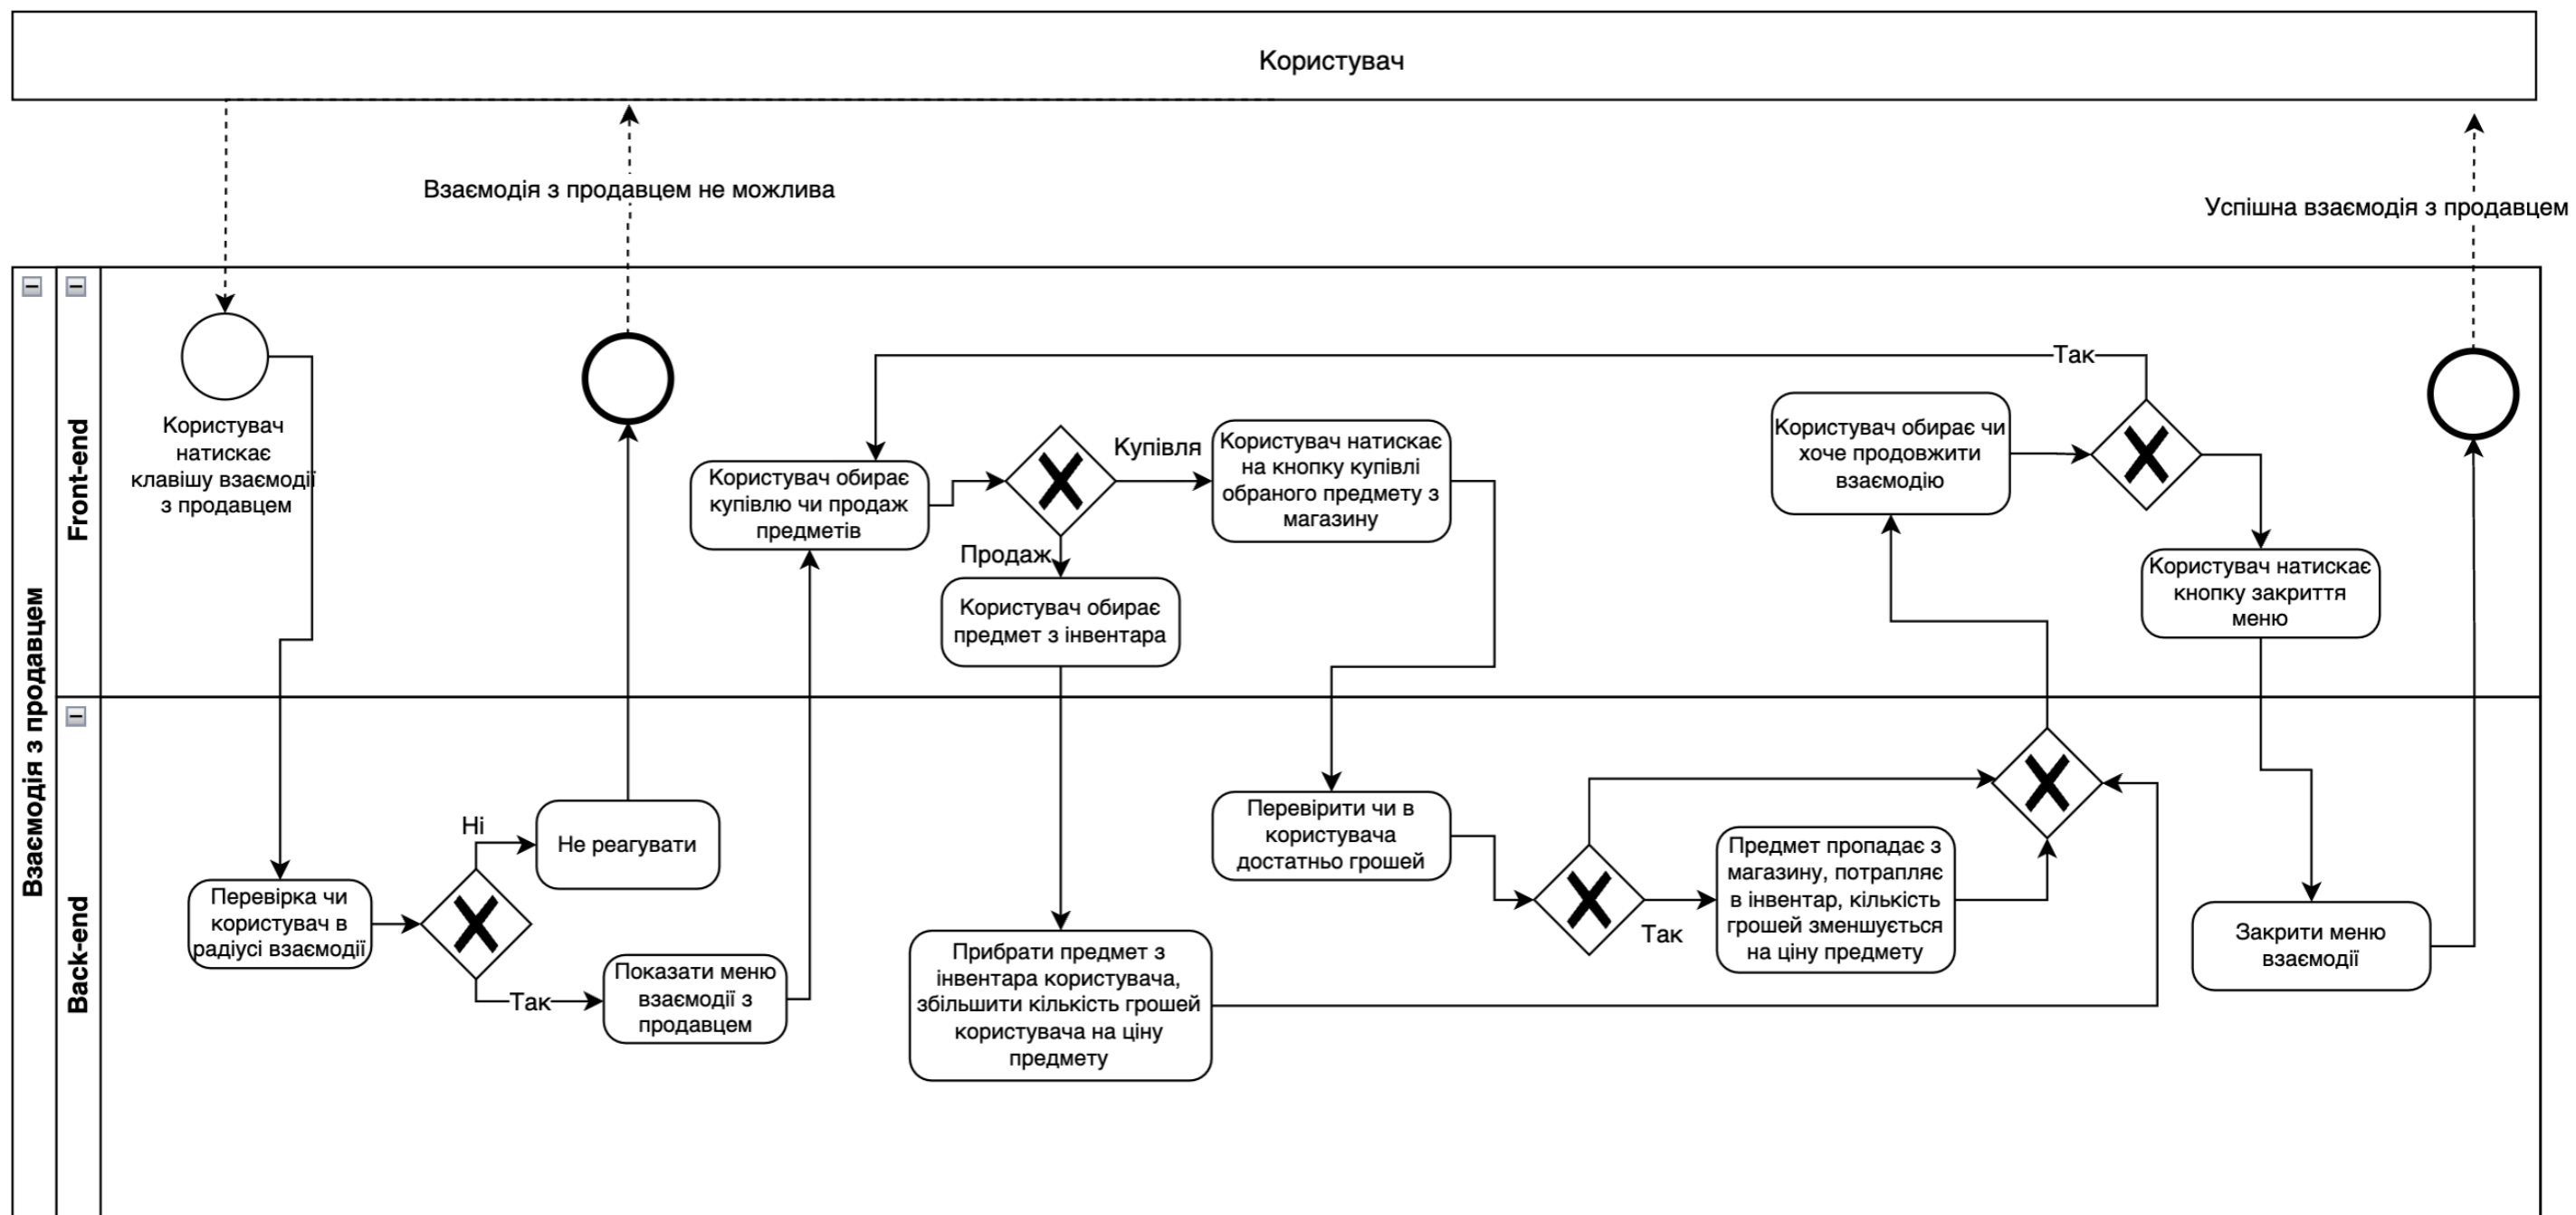 Користувач
Взаємодія з продавцем не можлива
Успішна взаємодія з продавцем
Взаємодія з продавцем
Front-end
Користувач
натискає
клавішу взаємодії
з продавцем
Користувач обирає
купівлю чи продаж
предметів
Купівля
Продаж
Користувач натискає
на кнопку купівлі
обраного предмету з
магазину
Користувач обирає
предмет з інвентара
Користувач обирає чи
хоче продовжити
взаємодію
Так
Користувач натискає
кнопку закриття
меню
Back-end
Перевірка чи
користувач в
радіусі взаємодії
Ні
Не реагувати
Так
Показати меню
взаємодії з
продавцем
Прибрати предмет з
інвентара користувача,
збільшити кількість грошей
користувача на ціну
предмету
Перевірити чи в
користувача
достатньо грошей
Так
Предмет пропадає з
магазину, потрапляє
в інвентар, кількість
грошей зменшується
на ціну предмету
Закрити меню
взаємодії